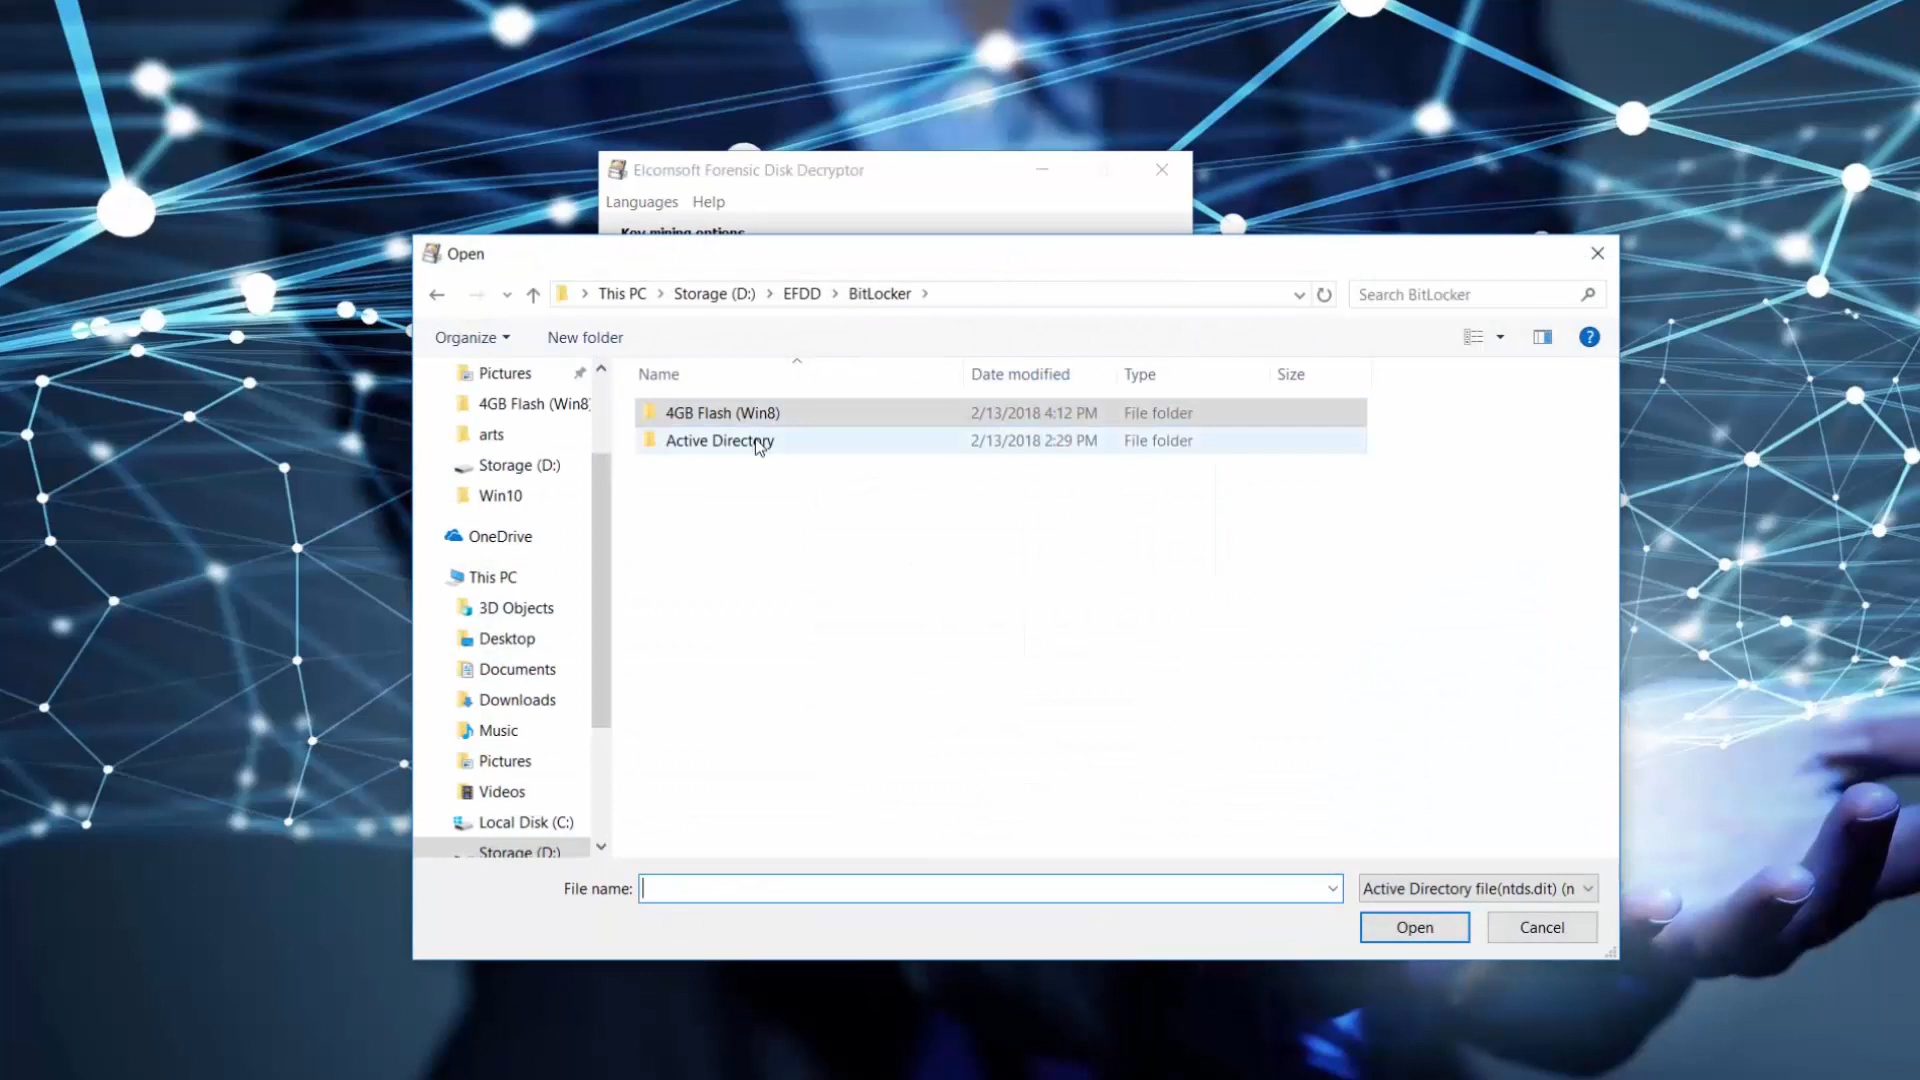 Elcomsoft Forensic Disk Decryptor
Languages Help
Key mining options
Open
This PC Storage (D:) EFDD BitLocker
Search BitLocker
Organize New folder
Name Date modified Type Size
4GB Flash (Win8) 2/13/2018 4:12 PM File folder
Active Directory 2/13/2018 2:29 PM File folder
Pictures
4GB Flash (Win8)
arts
Storage (D:)
Win10
OneDrive
This PC
3D Objects
Desktop
Documents
Downloads
Music
Pictures
Videos
Local Disk (C:)
Storage (D:)
File name:
Active Directory file(ntds.dit) (n
Open Cancel